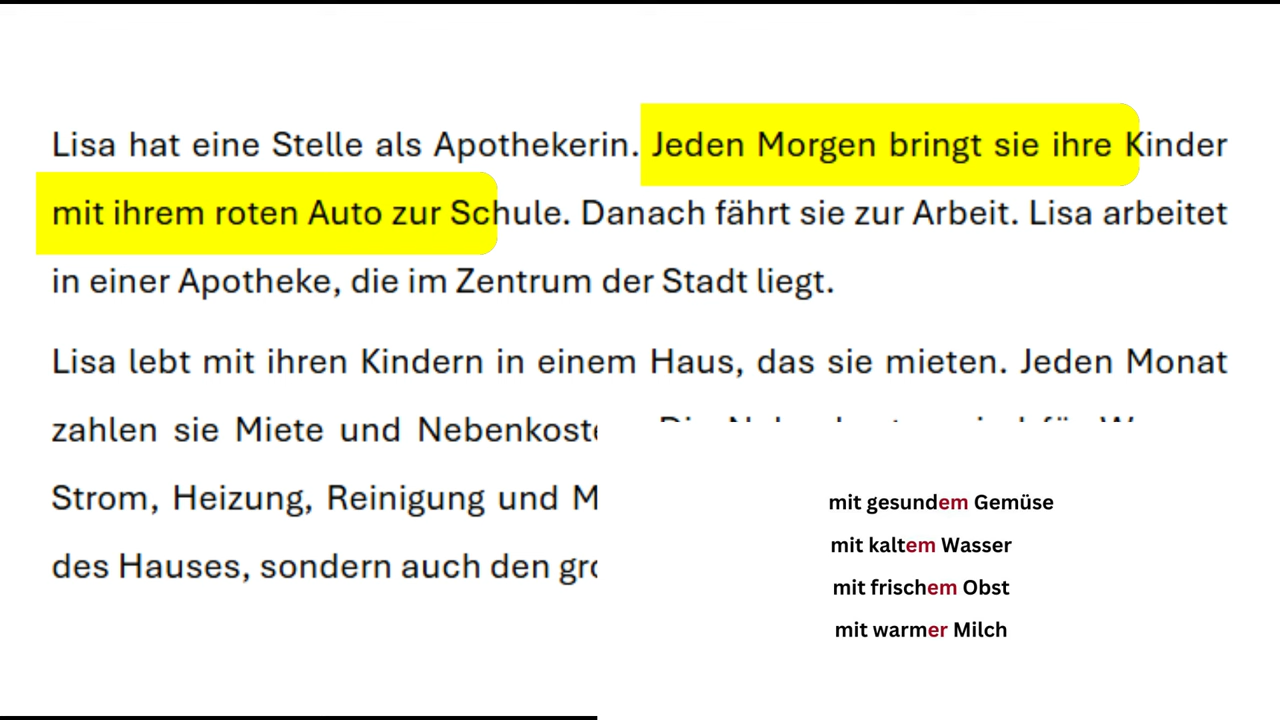 Lisa hat eine Stelle als Apothekerin. Jeden Morgen bringt sie ihre Kinder
mit ihrem roten Auto zur Schule. Danach fährt sie zur Arbeit. Lisa arbeitet
in einer Apotheke, die im Zentrum der Stadt liegt.
Lisa lebt mit ihren Kindern in einem Haus, das sie mieten. Jeden Monat
zahlen sie Miete und
Strom, Heizung, Reinigung und
des Hauses, sondern auch den
mit gesundem Gemüse
mit kaltem Wasser
mit frischem Obst
mit warmer Milch